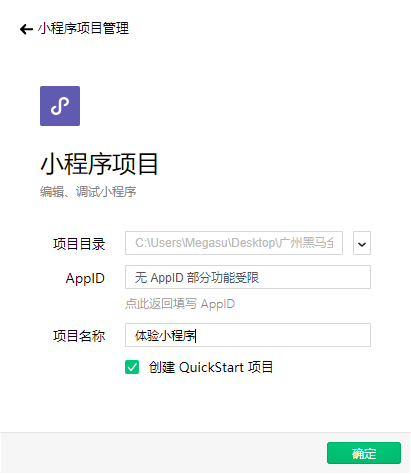 小程序项目管理
小程序项目
编辑、调试小程序
项目目录 C:\Users\Megasu\Desktop\广州黑马全
AppID 无 AppID 部分功能受限
点此返回填写 AppID
项目名称 体验小程序
创建 QuickStart 项目
确定